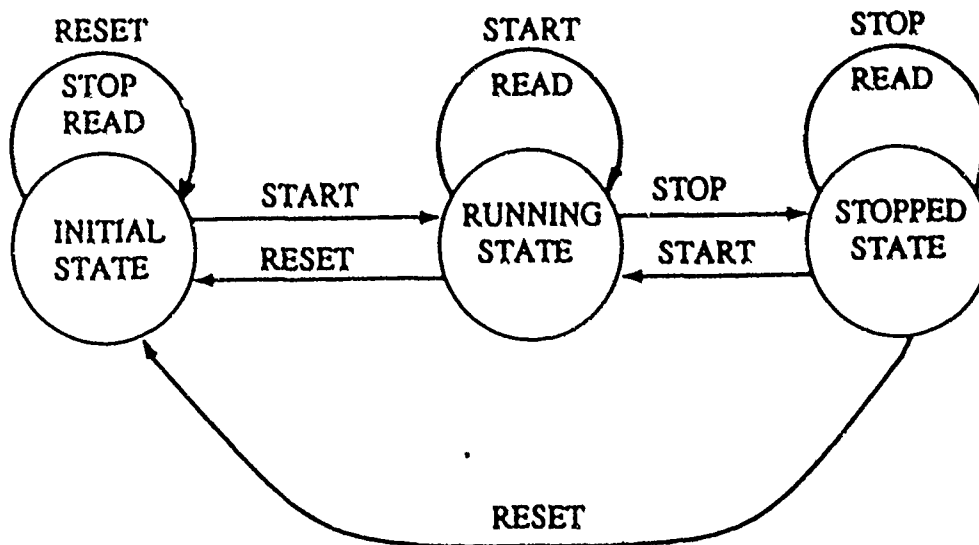 RESET
STOP
READ
START
READ
STOP
READ
INITIAL
STATE
START
RESET
RUNNING
STATE
STOP
START
STOPPED
STATE
RESET